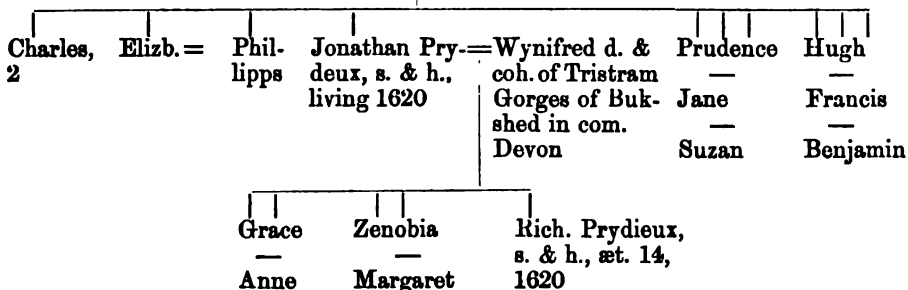 Charles, 2
Elizb. =
Phil-
lipps
Jonathan Pry-=
deux, s. & h.,
living 1620
Wynifred d. &
coh. of Tristram
Gorges of Buk-
shed in com.
Devon
Prudence
—
Jane
—
Suzan
Hugh
—
Francis
—
Benjamin
Grace
—
Anne
Zenobia
—
Margaret
Rich. Prydieux,
s. & h., æt. 14,
1620